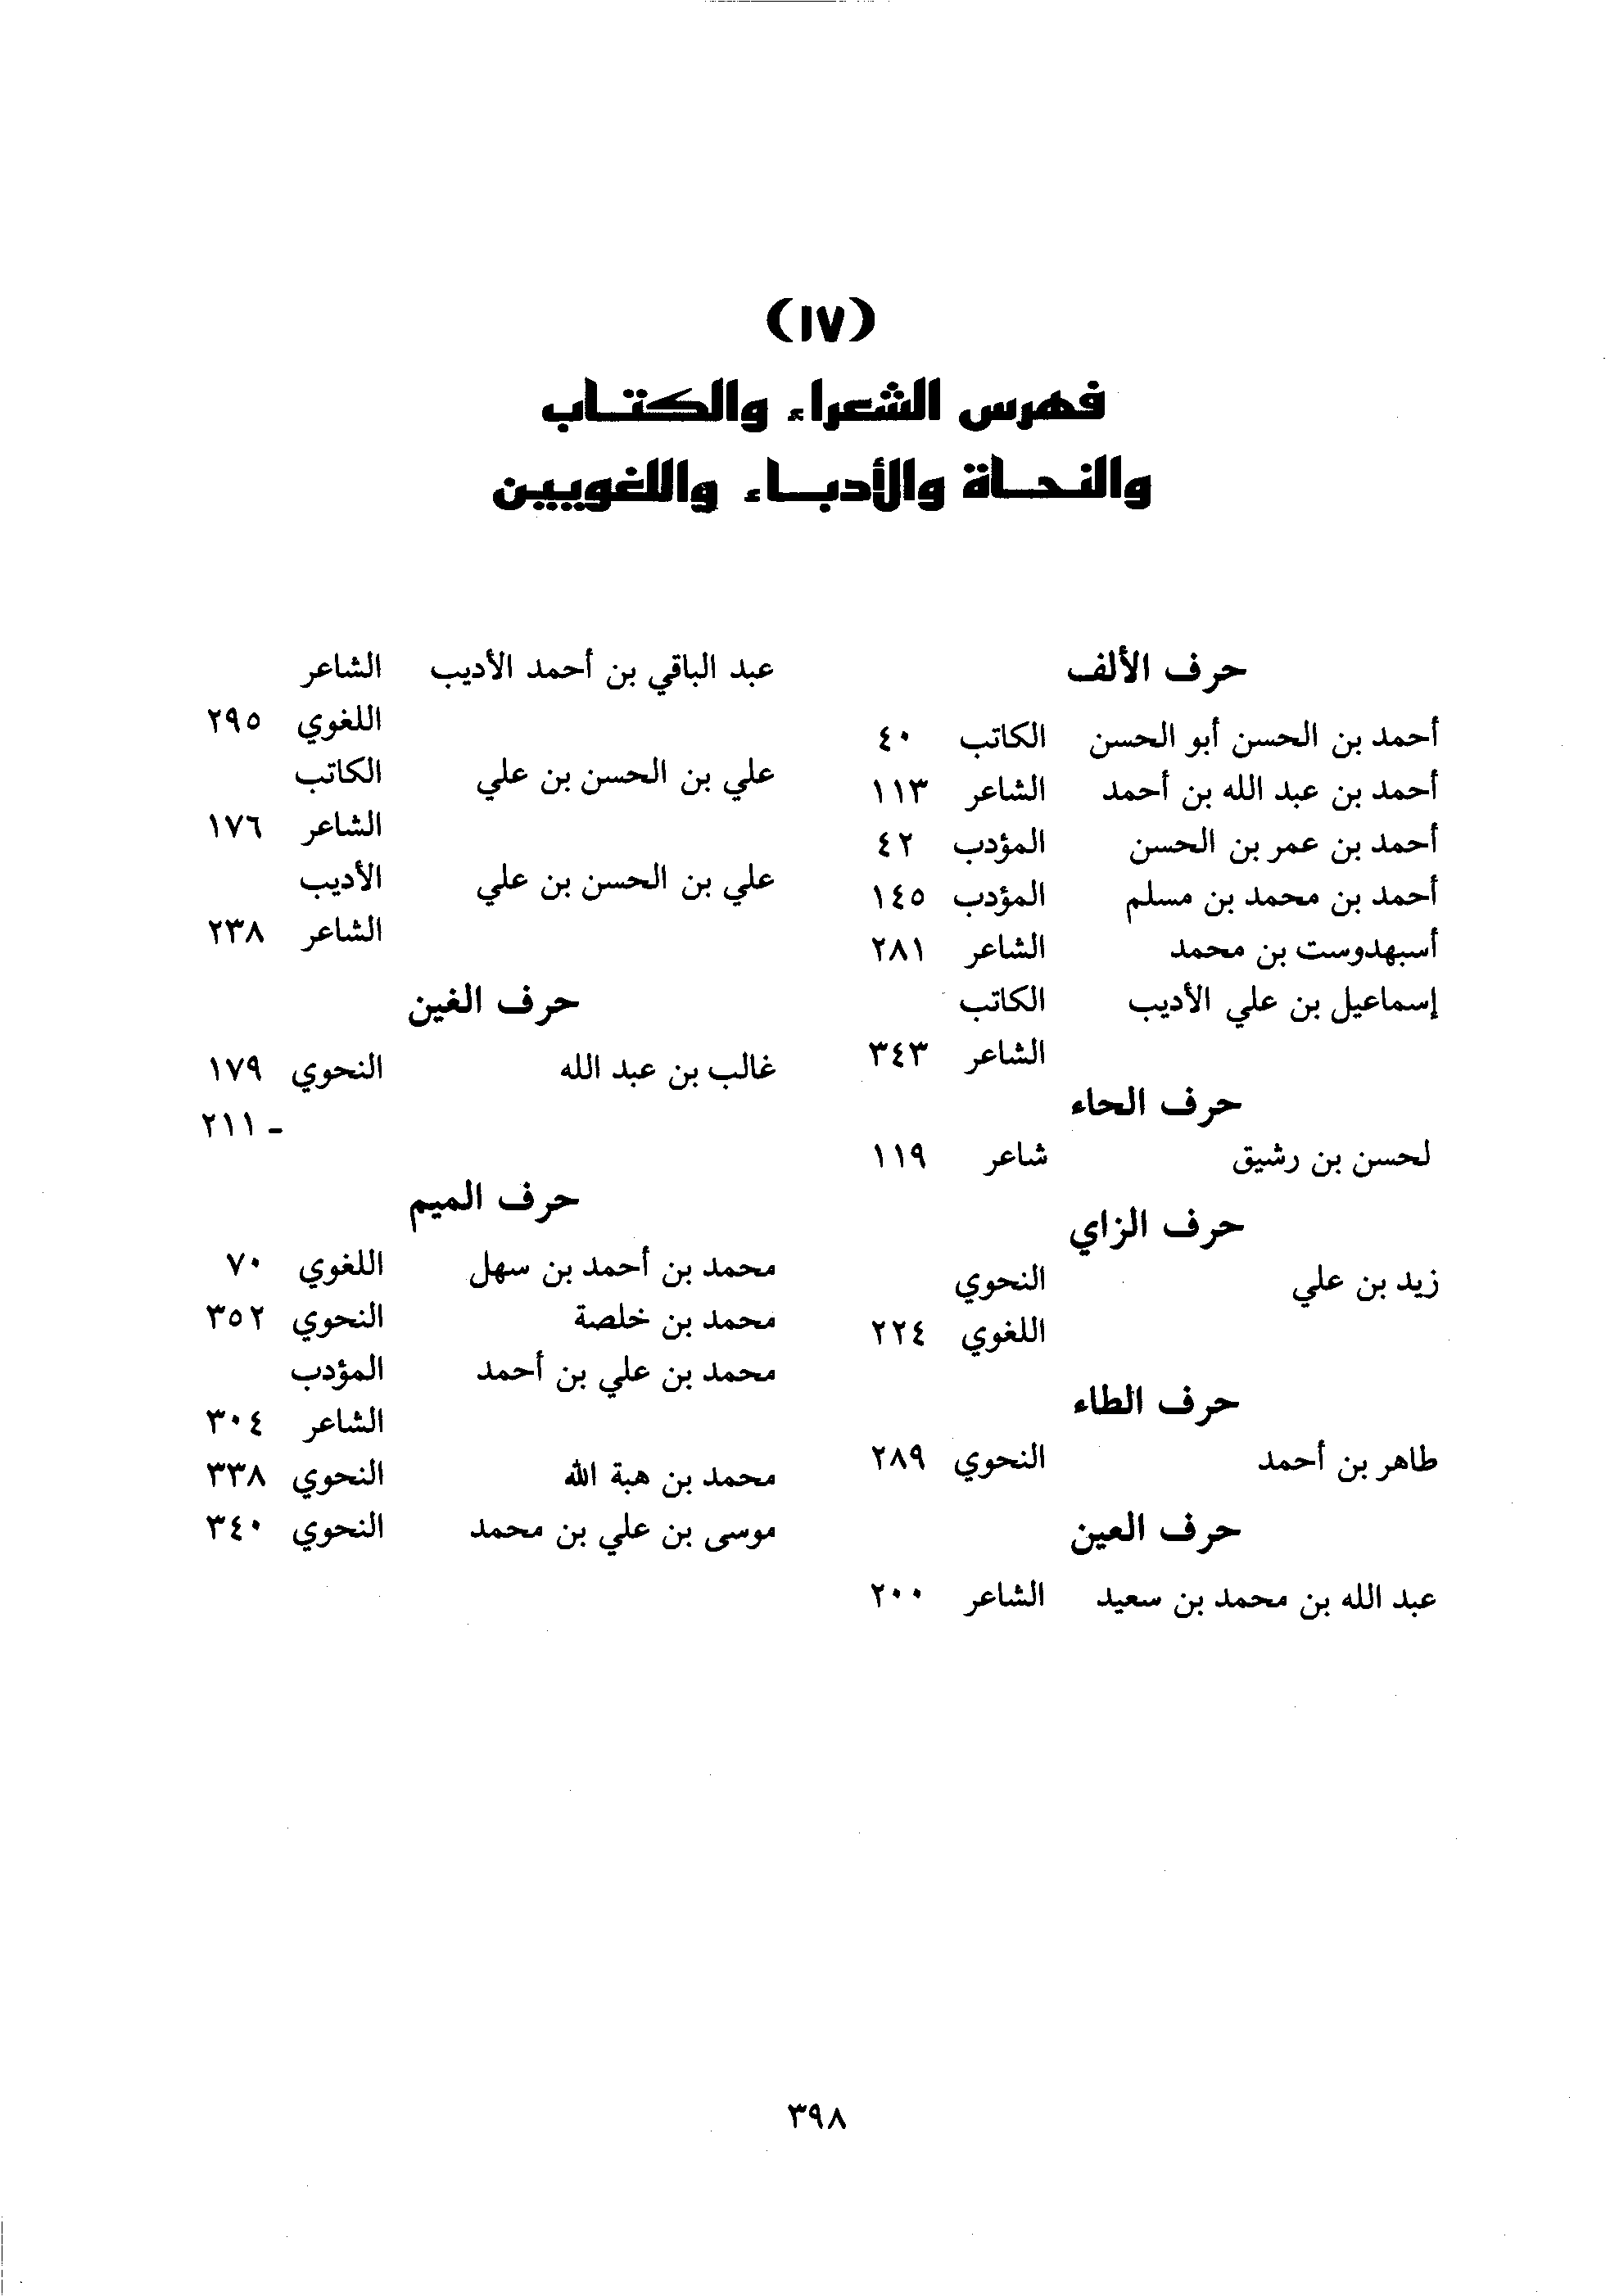 (١٧)
فهرس الشعراء والكتاب
والنحاة والأدباء واللغويين
حرف الألف
أحمد بن الحسن أبو الحسن الكاتب ٤٠
أحمد بن عبد الله بن أحمد الشاعر ١١٣
أحمد بن عمر بن الحسن المؤدب ٤٢
أحمد بن محمد بن مسلم المؤدب ١٤٥
أسبهدوست بن محمد الشاعر ٢٨١
إسماعيل بن علي الأديب الكاتب
الشاعر ٣٤٣
حرف الحاء
لحسن بن رشيق شاعر ١١٩
حرف الزاي
زيد بن علي النحوي
اللغوي ٢٢٤
حرف الطاء
طاهر بن أحمد النحوي ٢٨٩
حرف العين
عبد الله بن محمد بن سعيد الشاعر ٢٠٠
عبد الباقي بن أحمد الأديب الشاعر
اللغوي ٢٩٥
علي بن الحسن بن علي الكاتب
الشاعر ١٧٦
علي بن الحسن بن علي الأديب
الشاعر ٢٣٨
حرف الغين
غالب بن عبد الله النحوي ١٧٩
- ٢١١
حرف الميم
محمد بن أحمد بن سهل اللغوي ٧٠
محمد بن خلصة النحوي ٣٥٢
محمد بن علي بن أحمد المؤدب
الشاعر ٣٠٤
محمد بن هبة الله النحوي ٣٣٨
موسى بن علي بن محمد النحوي ٣٤٠
٣٩٨